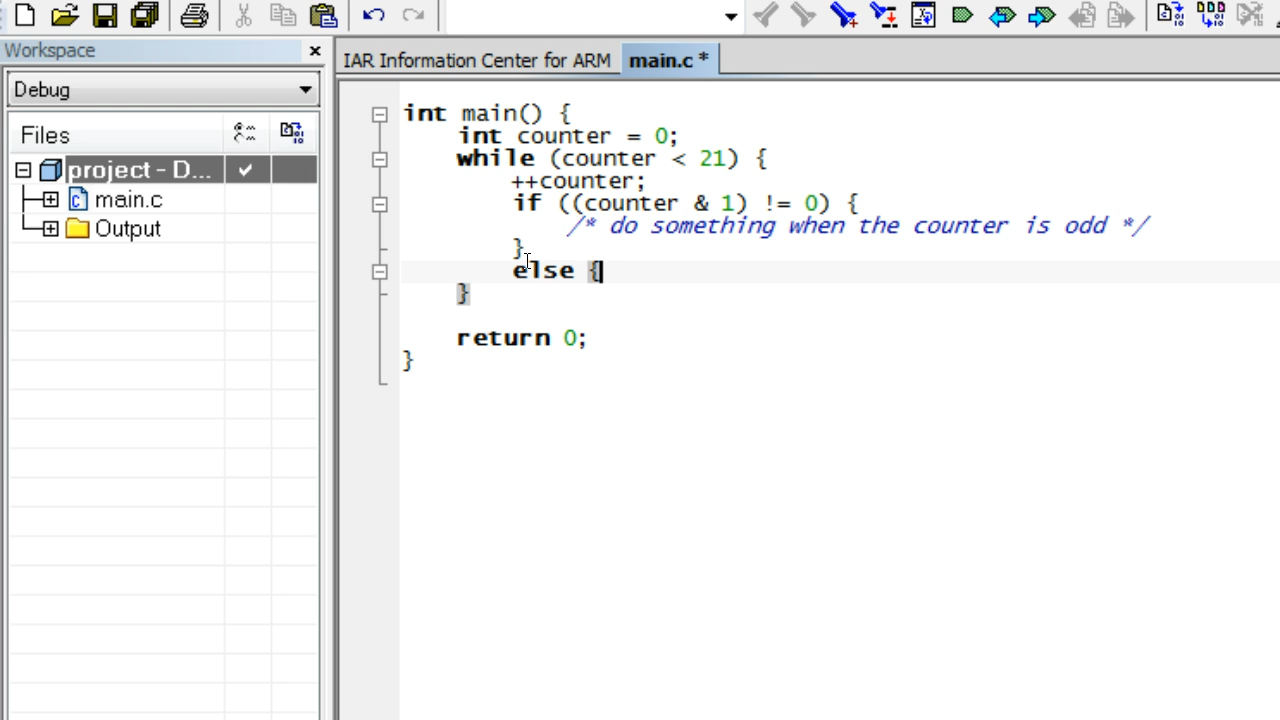 Workspace
IAR Information Center for ARM
main.c *
Debug
Files
project - D...
main.c
Output
int main() {
int counter = 0;
while (counter < 21) {
++counter;
if ((counter & 1) != 0) {
/* do something when the counter is odd */
}
else {
}
return 0;
}